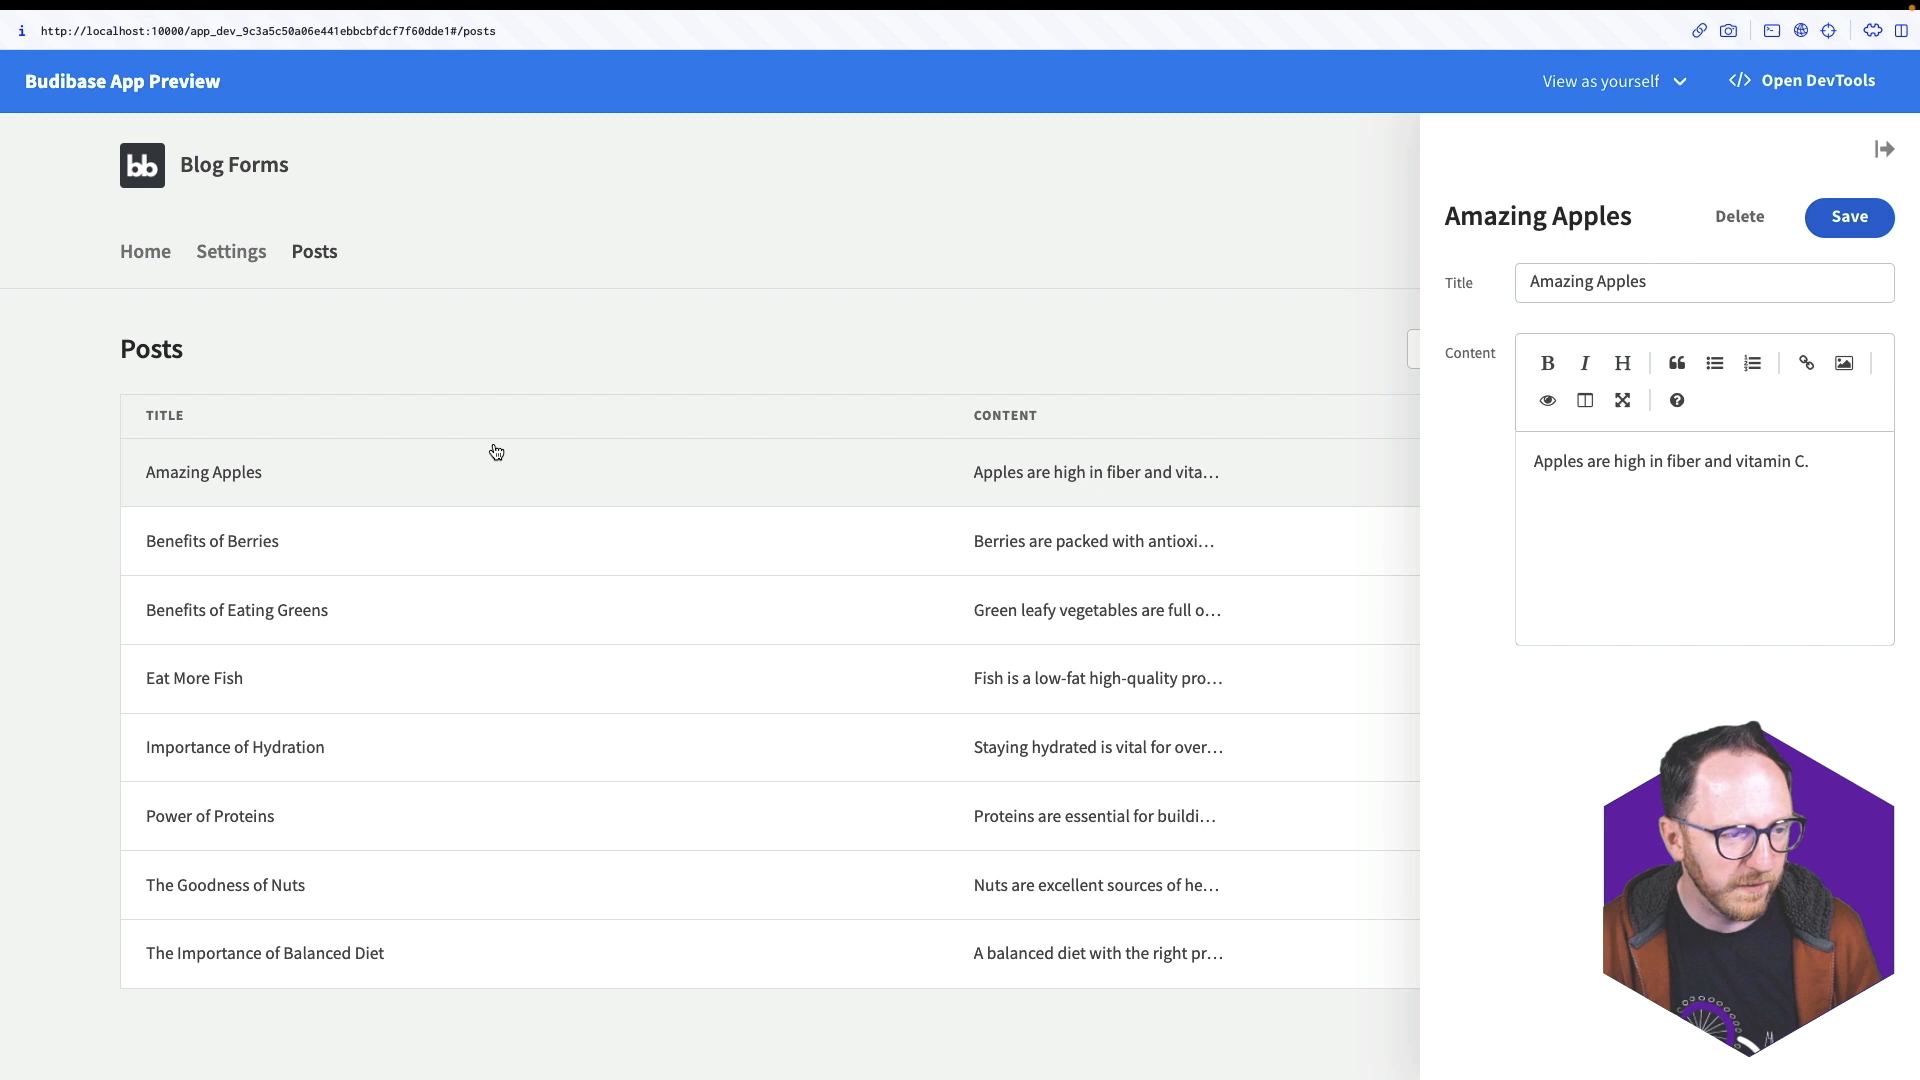 http://localhost:10000/app_dev_9c3a5c50a06e441ebbcbfdcf7f60dde1#/posts
Budibase App Preview
View as yourself
</> Open DevTools
bb Blog Forms
Home Settings Posts
Posts
TITLE CONTENT
Amazing Apples Apples are high in fiber and vita...
Benefits of Berries Berries are packed with antioxi...
Benefits of Eating Greens Green leafy vegetables are full o...
Eat More Fish Fish is a low-fat high-quality pro...
Importance of Hydration Staying hydrated is vital for over...
Power of Proteins Proteins are essential for buildi...
The Goodness of Nuts Nuts are excellent sources of he...
The Importance of Balanced Diet A balanced diet with the right pr...
Amazing Apples Delete Save
Title Amazing Apples
Content
B I H
Apples are high in fiber and vitamin C.